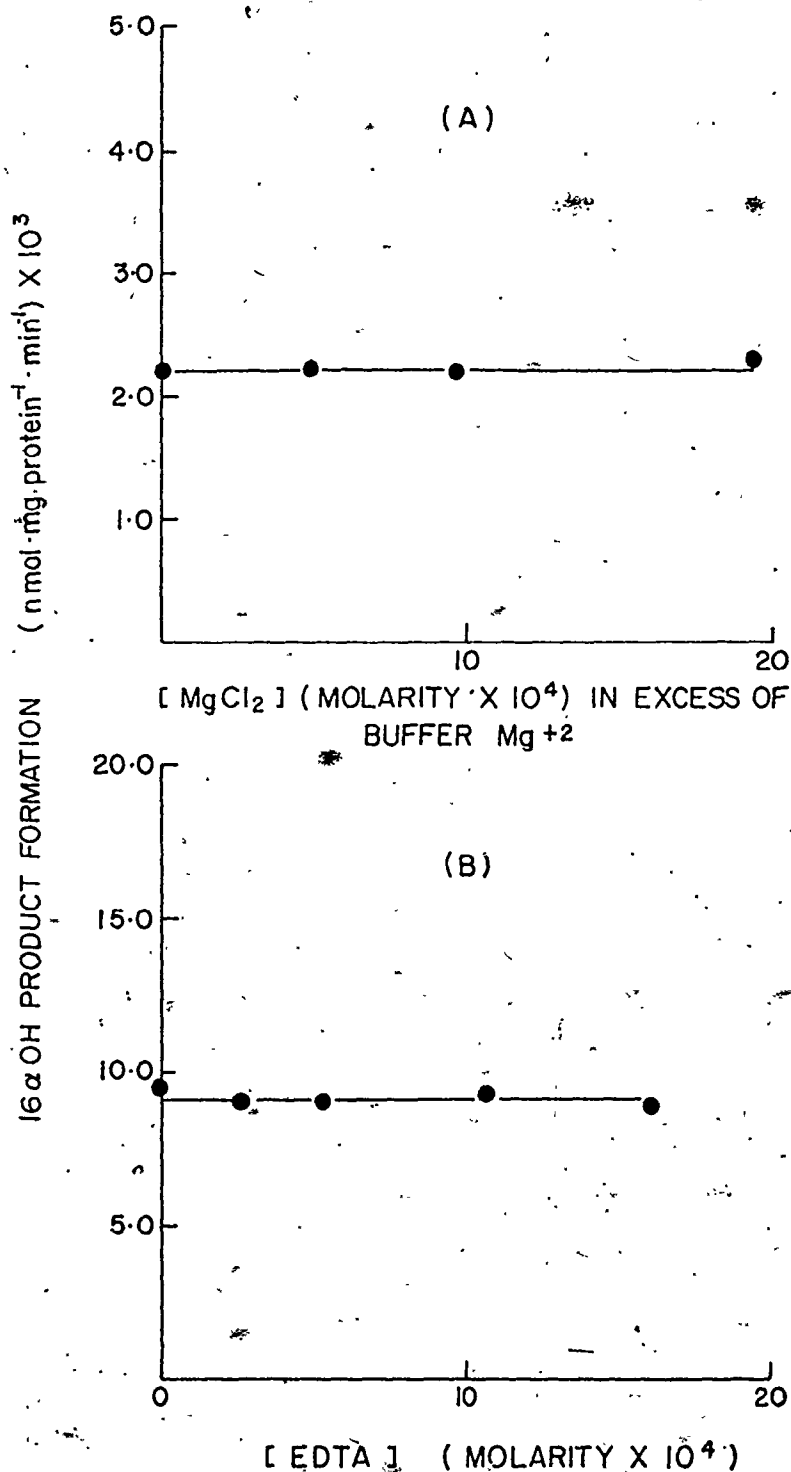 5·0
(A)
4·0
3·0
2·0
1·0
10
20
[ MgCl₂ ] ( MOLARITY X 10⁴ ) IN EXCESS OF
BUFFER Mg +2
16α OH PRODUCT FORMATION (nmol·mg.protein⁻¹·min⁻¹) X 10³
20·0
(B)
15·0
10·0
5·0
0
10
20
[ EDTA ] ( MOLARITY X 10⁴ )